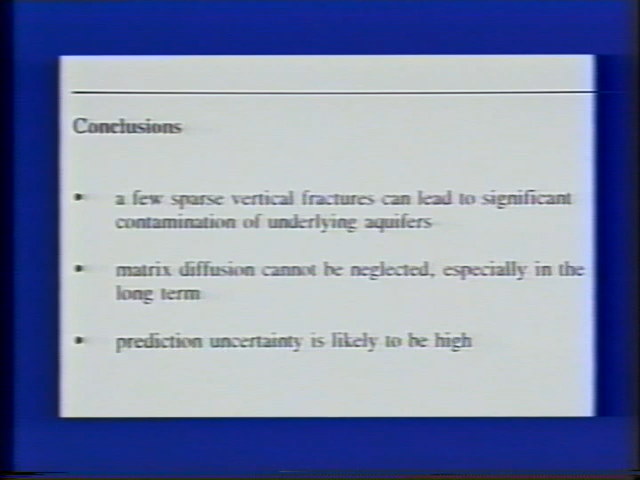 Conclusions
• a few sparse vertical fractures can lead to significant
contamination of underlying aquifers
• matrix diffusion cannot be neglected, especially in the
long term
• prediction uncertainty is likely to be high